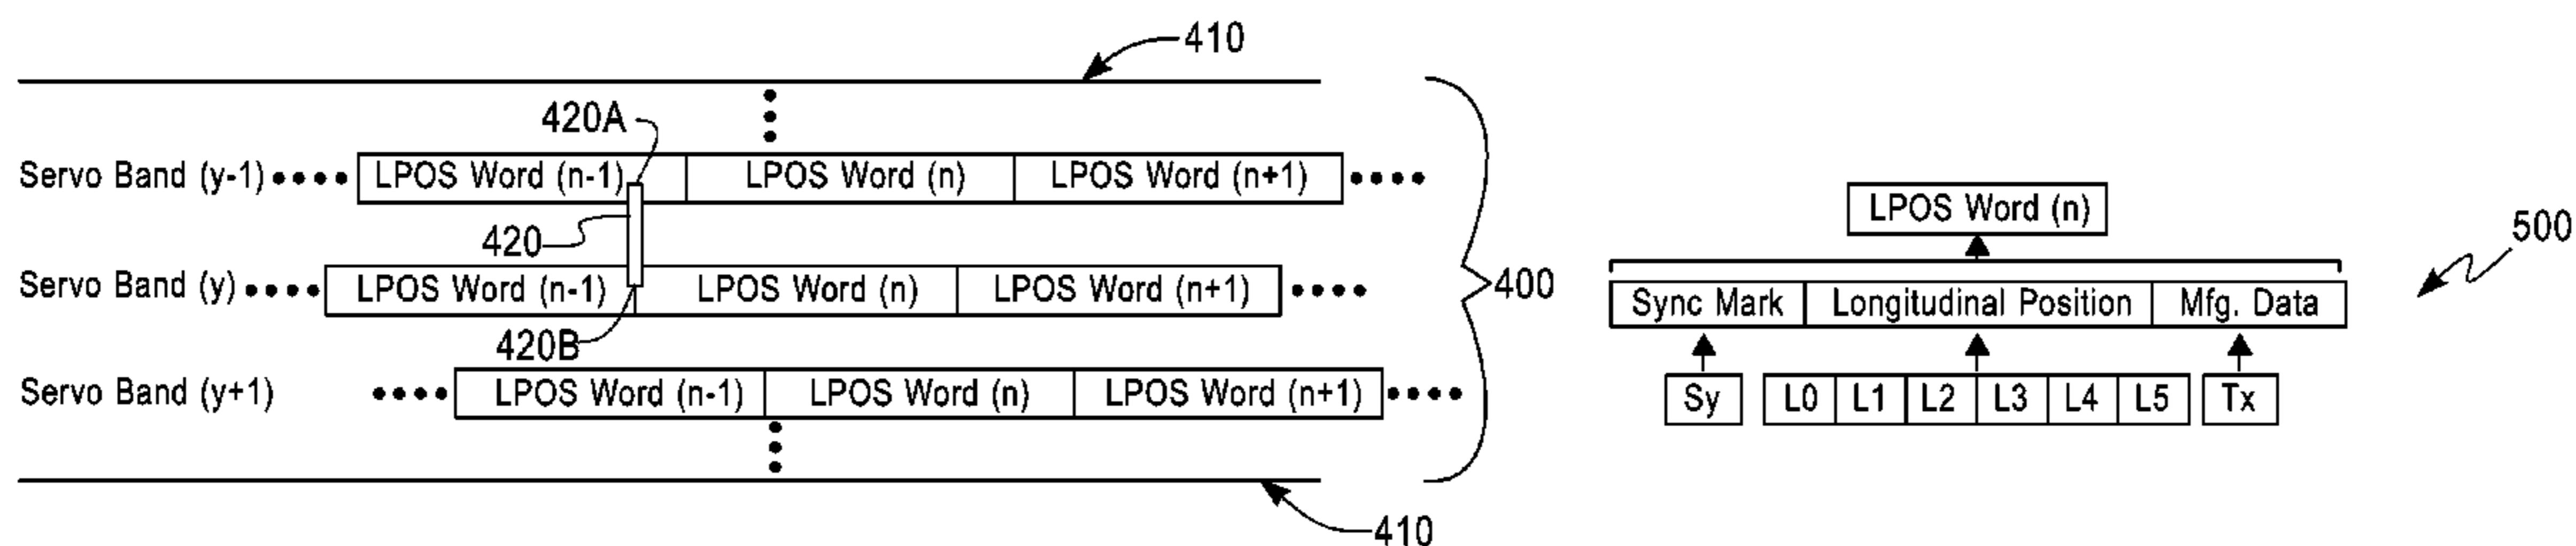 410
420A
Servo Band (y-1) •••• LPOS Word (n-1) LPOS Word (n) LPOS Word (n+1) ••••
420
Servo Band (y) •••• LPOS Word (n-1) LPOS Word (n) LPOS Word (n+1) ••••
420B
Servo Band (y+1) •••• LPOS Word (n-1) LPOS Word (n) LPOS Word (n+1) ••••
410
400
LPOS Word (n)
500
Sync Mark Longitudinal Position Mfg. Data
Sy L0 L1 L2 L3 L4 L5 Tx